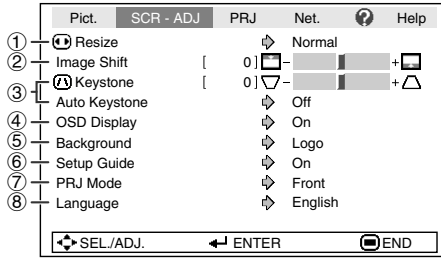 Pict. SCR - ADJ PRJ Net. ? Help
① Resize Normal
② Image Shift [ 0 ] - +
③ Keystone [ 0 ] - +
Auto Keystone Off
④ OSD Display On
⑤ Background Logo
⑥ Setup Guide On
⑦ PRJ Mode Front
⑧ Language English
SEL./ADJ. ENTER END